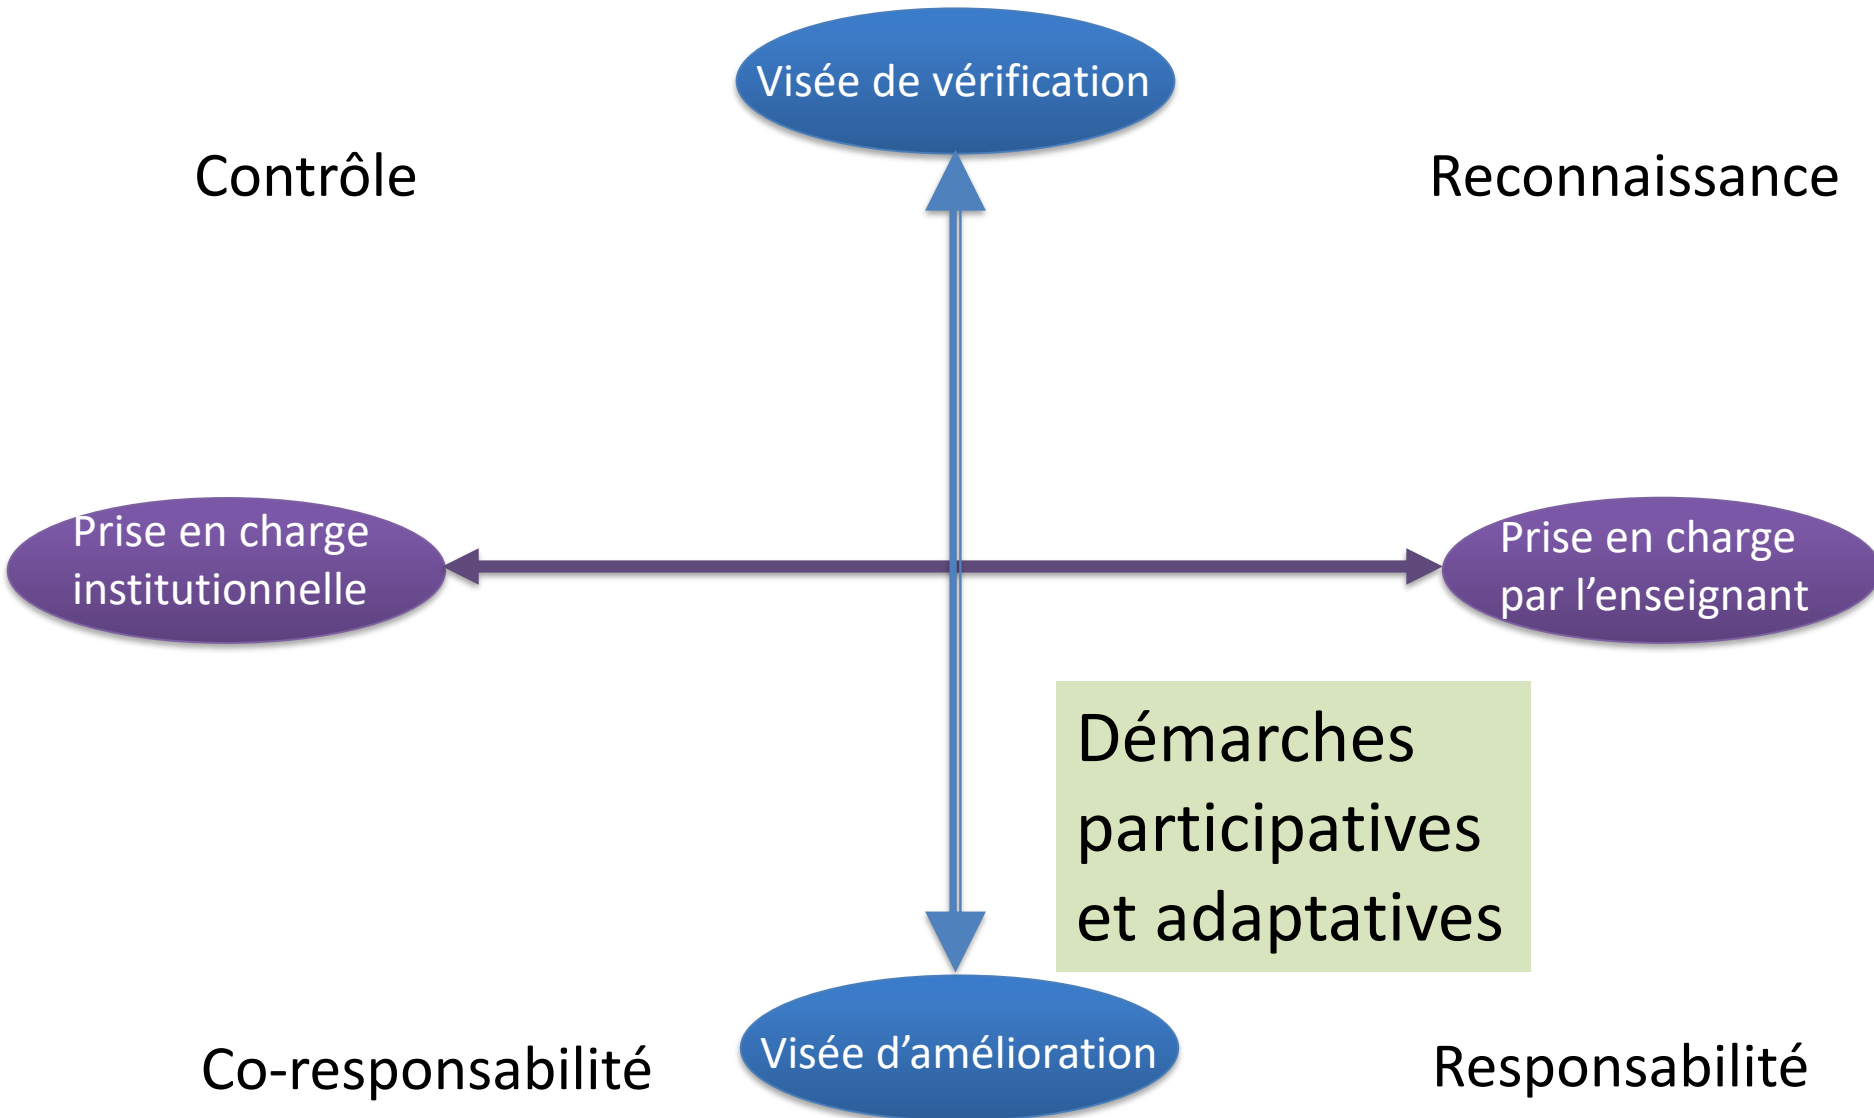 Visée de vérification
Contrôle
Reconnaissance
Prise en charge
institutionnelle
Prise en charge
par l’enseignant
Démarches
participatives
et adaptatives
Visée d’amélioration
Co-responsabilité
Responsabilité